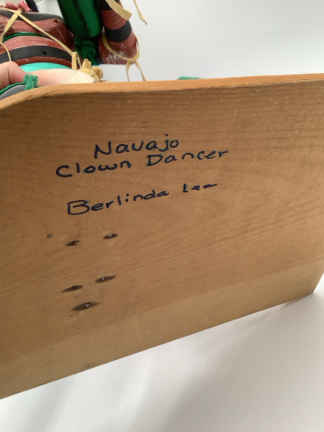 Navajo
Clown Dancer
Berlinda Lee